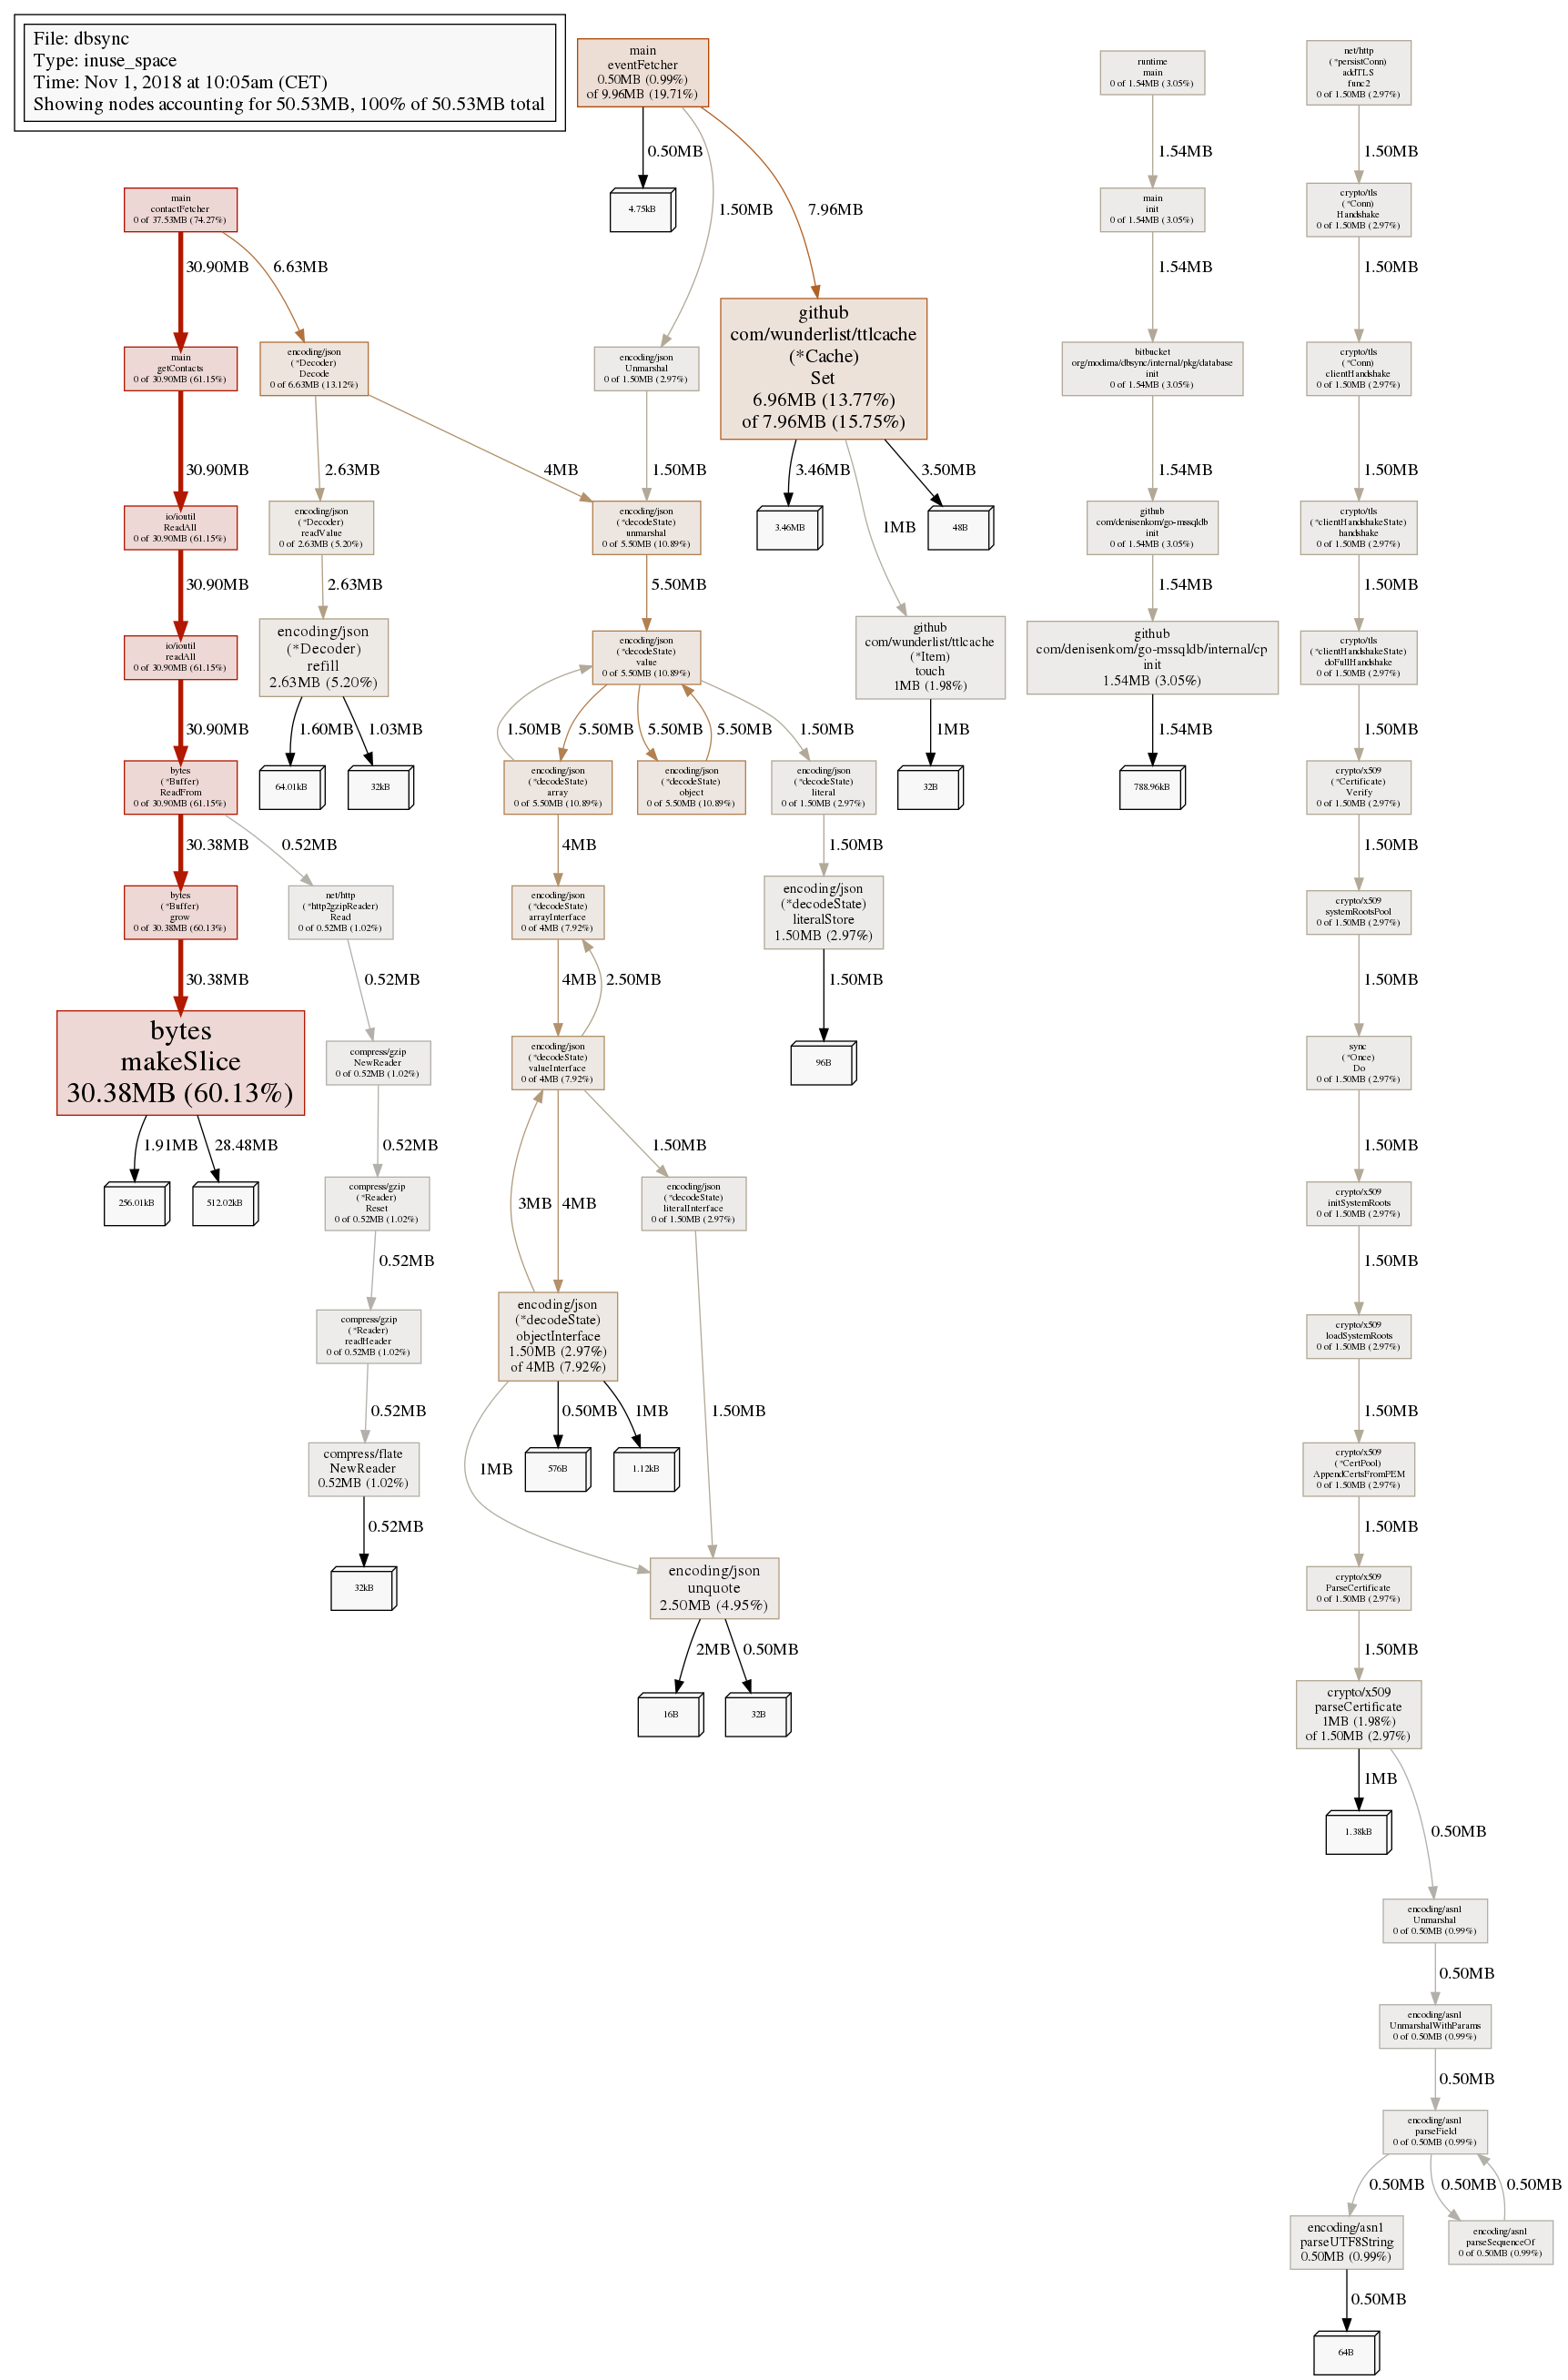 File: dbsync
Type: inuse_space
Time: Nov 1, 2018 at 10:05am (CET)
Showing nodes accounting for 50.53MB, 100% of 50.53MB total
main
eventFetcher
0.50MB (0.99%)
of 9.96MB (19.71%)
runtime
main
0 of 1.54MB (3.05%)
net/http
(*persistConn)
addTLS
func2
0 of 1.50MB (2.97%)
0.50MB
1.50MB
7.96MB
1.54MB
1.50MB
main
contactFetcher
0 of 37.53MB (74.27%)
4.75kB
main
init
0 of 1.54MB (3.05%)
crypto/tls
(*Conn)
Handshake
0 of 1.50MB (2.97%)
30.90MB
6.63MB
1.54MB
1.50MB
main
getContacts
0 of 30.90MB (61.15%)
encoding/json
(*Decoder)
Decode
0 of 6.63MB (13.12%)
encoding/json
Unmarshal
0 of 1.50MB (2.97%)
github
com/wunderlist/ttlcache
(*Cache)
Set
6.96MB (13.77%)
of 7.96MB (15.75%)
bitbucket
org/modima/dbsync/internal/pkg/database
init
0 of 1.54MB (3.05%)
crypto/tls
(*Conn)
clientHandshake
0 of 1.50MB (2.97%)
30.90MB
2.63MB
4MB
1.50MB
3.46MB
1MB
3.50MB
1.54MB
1.50MB
io/ioutil
ReadAll
0 of 30.90MB (61.15%)
encoding/json
(*Decoder)
readValue
0 of 2.63MB (5.20%)
encoding/json
(*decodeState)
unmarshal
0 of 5.50MB (10.89%)
3.46MB
48B
github
com/denisenkom/go-mssqldb
init
0 of 1.54MB (3.05%)
crypto/tls
(*clientHandshakeState)
handshake
0 of 1.50MB (2.97%)
30.90MB
2.63MB
5.50MB
1.54MB
1.50MB
io/ioutil
readAll
0 of 30.90MB (61.15%)
encoding/json
(*Decoder)
refill
2.63MB (5.20%)
encoding/json
(*decodeState)
value
0 of 5.50MB (10.89%)
github
com/wunderlist/ttlcache
(*Item)
touch
1MB (1.98%)
github
com/denisenkom/go-mssqldb/internal/cp
init
1.54MB (3.05%)
crypto/tls
(*clientHandshakeState)
doFullHandshake
0 of 1.50MB (2.97%)
30.90MB
1.60MB
1.03MB
1.50MB
5.50MB
5.50MB
5.50MB
1.50MB
1MB
1.54MB
1.50MB
bytes
(*Buffer)
ReadFrom
0 of 30.90MB (61.15%)
64.01kB
32kB
encoding/json
(*decodeState)
array
0 of 5.50MB (10.89%)
encoding/json
(*decodeState)
object
0 of 5.50MB (10.89%)
encoding/json
(*decodeState)
literal
0 of 1.50MB (2.97%)
32B
788.96kB
crypto/x509
(*Certificate)
Verify
0 of 1.50MB (2.97%)
30.38MB
0.52MB
4MB
1.50MB
1.50MB
bytes
(*Buffer)
grow
0 of 30.38MB (60.13%)
net/http
(*http2gzipReader)
Read
0 of 0.52MB (1.02%)
encoding/json
(*decodeState)
arrayInterface
0 of 4MB (7.92%)
encoding/json
(*decodeState)
literalStore
1.50MB (2.97%)
crypto/x509
systemRootsPool
0 of 1.50MB (2.97%)
30.38MB
0.52MB
4MB
2.50MB
1.50MB
1.50MB
bytes
makeSlice
30.38MB (60.13%)
compress/gzip
NewReader
0 of 0.52MB (1.02%)
encoding/json
(*decodeState)
valueInterface
0 of 4MB (7.92%)
96B
sync
(*Once)
Do
0 of 1.50MB (2.97%)
1.91MB
28.48MB
0.52MB
3MB
4MB
1.50MB
1.50MB
256.01kB
512.02kB
compress/gzip
(*Reader)
Reset
0 of 0.52MB (1.02%)
encoding/json
(*decodeState)
literalInterface
0 of 1.50MB (2.97%)
crypto/x509
initSystemRoots
0 of 1.50MB (2.97%)
0.52MB
1.50MB
compress/gzip
(*Reader)
readHeader
0 of 0.52MB (1.02%)
encoding/json
(*decodeState)
objectInterface
1.50MB (2.97%)
of 4MB (7.92%)
crypto/x509
loadSystemRoots
0 of 1.50MB (2.97%)
0.52MB
1MB
0.50MB
1MB
1.50MB
1.50MB
compress/flate
NewReader
0.52MB (1.02%)
576B
1.12kB
crypto/x509
(*CertPool)
AppendCertsFromPEM
0 of 1.50MB (2.97%)
0.52MB
1.50MB
32kB
encoding/json
unquote
2.50MB (4.95%)
crypto/x509
ParseCertificate
0 of 1.50MB (2.97%)
2MB
0.50MB
1.50MB
16B
32B
crypto/x509
parseCertificate
1MB (1.98%)
of 1.50MB (2.97%)
1MB
0.50MB
1.38kB
encoding/asn1
Unmarshal
0 of 0.50MB (0.99%)
0.50MB
encoding/asn1
UnmarshalWithParams
0 of 0.50MB (0.99%)
0.50MB
encoding/asn1
parseField
0 of 0.50MB (0.99%)
0.50MB
0.50MB
0.50MB
encoding/asn1
parseUTF8String
0.50MB (0.99%)
encoding/asn1
parseSequenceOf
0 of 0.50MB (0.99%)
0.50MB
64B